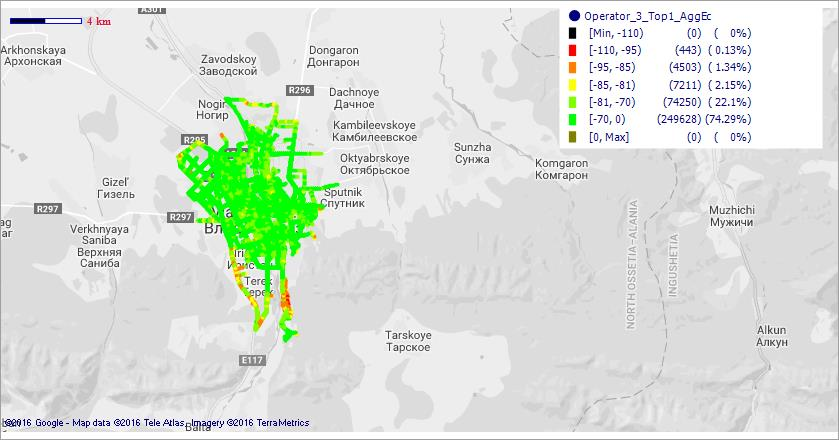 A301
4 km
Operator_3_Top1_AggEc
[Min, -110) (0) ( 0%)
[-110, -95) (443) ( 0.13%)
[-95, -85) (4503) ( 1.34%)
[-85, -81) (7211) ( 2.15%)
[-81, -70) (74250) ( 22.1%)
[-70, 0) (249628) (74.29%)
[0, Max] (0) ( 0%)
Arkhonskaya
Архонская
Zavodskoy
Заводской
Dongaron
Донгарон
R296
Dachnoye
Дачное
Nogir
Ногир
Kambileevskoye
Камбилеевское
R295
Oktyabrskoye
Октябрьское
Sunzha
Сунжа
Komgaron
Комгарон
Gizel'
Гизель
Sputnik
Спутник
R297
R297
Muzhichi
Мужичи
Verkhnyaya
Saniba
Верхняя
Саниба
NORTH OSSETIA-ALANIA
INGUSHETIA
Terek
Терек
Tarskoye
Тарское
Alkun
Алкун
E117
Balta
©2016 Google - Map data ©2016 Tele Atlas, Imagery ©2016 TerraMetrics